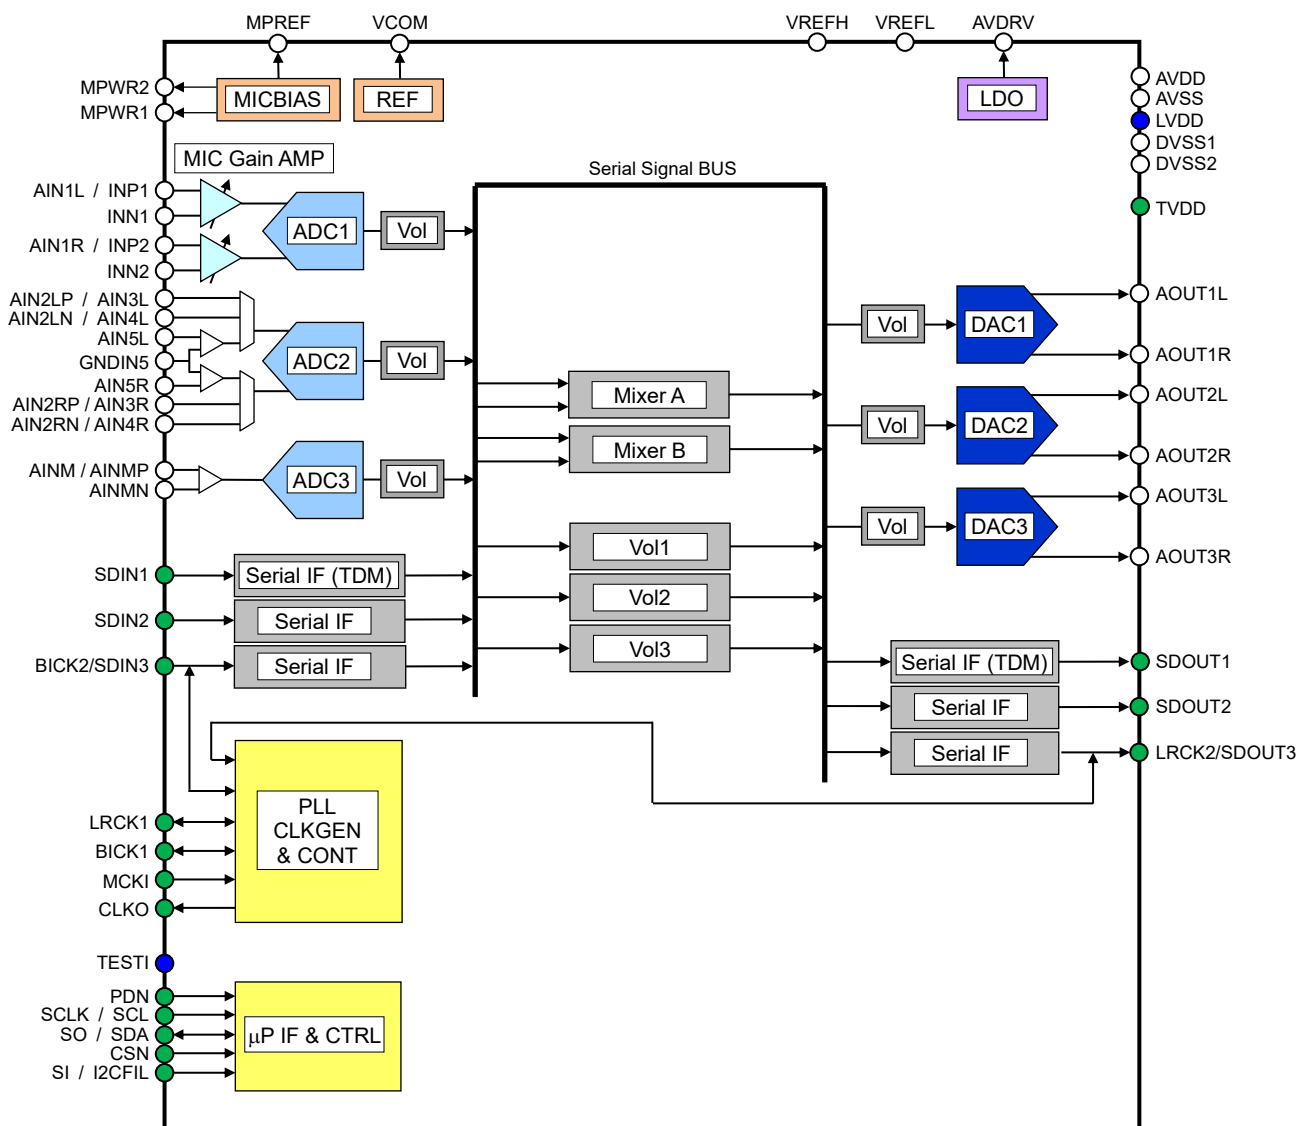 MPREF
VCOM
VREFH
VREFL
AVDRV
MPWR2
MPWR1
MICBIAS
REF
LDO
AVDD
AVSS
LVDD
DVSS1
DVSS2
TVDD
MIC Gain AMP
Serial Signal BUS
AIN1L / INP1
INN1
AIN1R / INP2
INN2
ADC1
Vol
AIN2LP / AIN3L
AIN2LN / AIN4L
AIN5L
GNDIN5
AIN5R
AIN2RP / AIN3R
AIN2RN / AIN4R
ADC2
Vol
AINM / AINMP
AINMN
ADC3
Vol
SDIN1
Serial IF (TDM)
SDIN2
Serial IF
BICK2/SDIN3
Serial IF
Mixer A
Mixer B
Vol1
Vol2
Vol3
Vol
DAC1
AOUT1L
AOUT1R
Vol
DAC2
AOUT2L
AOUT2R
Vol
DAC3
AOUT3L
AOUT3R
Serial IF (TDM)
SDOUT1
Serial IF
SDOUT2
Serial IF
LRCK2/SDOUT3
PLL
CLKGEN
& CONT
LRCK1
BICK1
MCKI
CLKO
TESTI
PDN
SCLK / SCL
SO / SDA
CSN
SI / I2CFIL
µP IF & CTRL